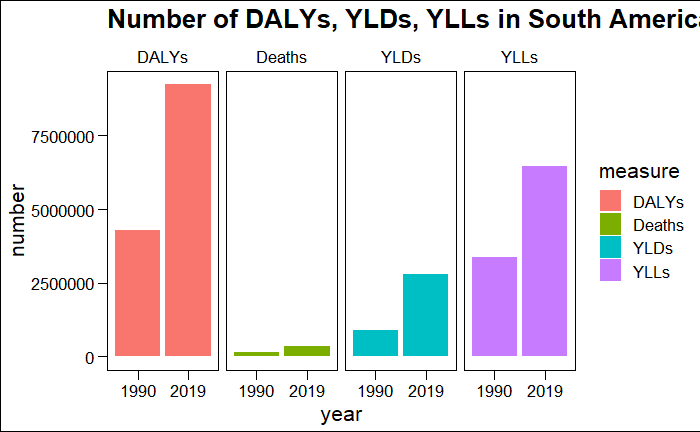 Number of DALYs, YLDs, YLLs in South America
DALYs Deaths YLDs YLLs
7500000
5000000
2500000
0
number
1990 2019 1990 2019 1990 2019 1990 2019
year
measure
DALYs
Deaths
YLDs
YLLs